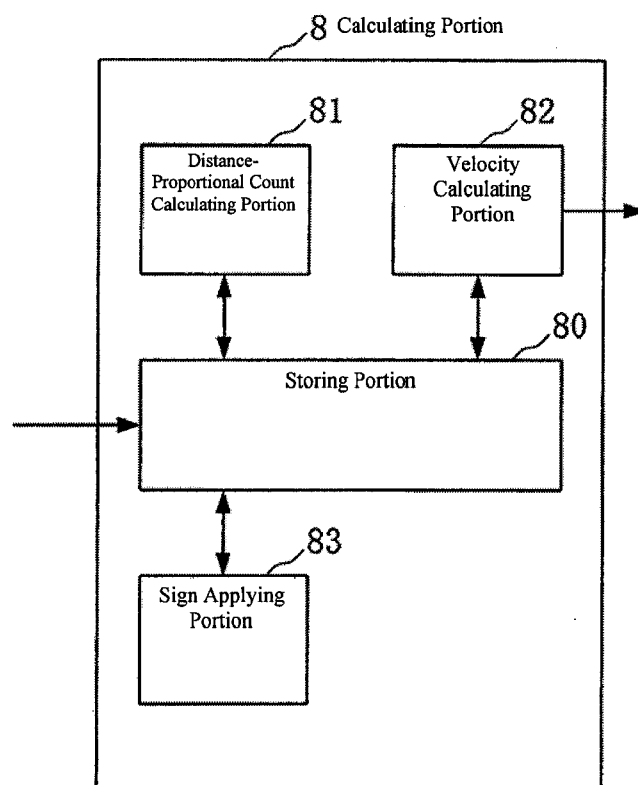 8 Calculating Portion
81
Distance-
Proportional Count
Calculating Portion
82
Velocity
Calculating
Portion
80
Storing Portion
83
Sign Applying
Portion